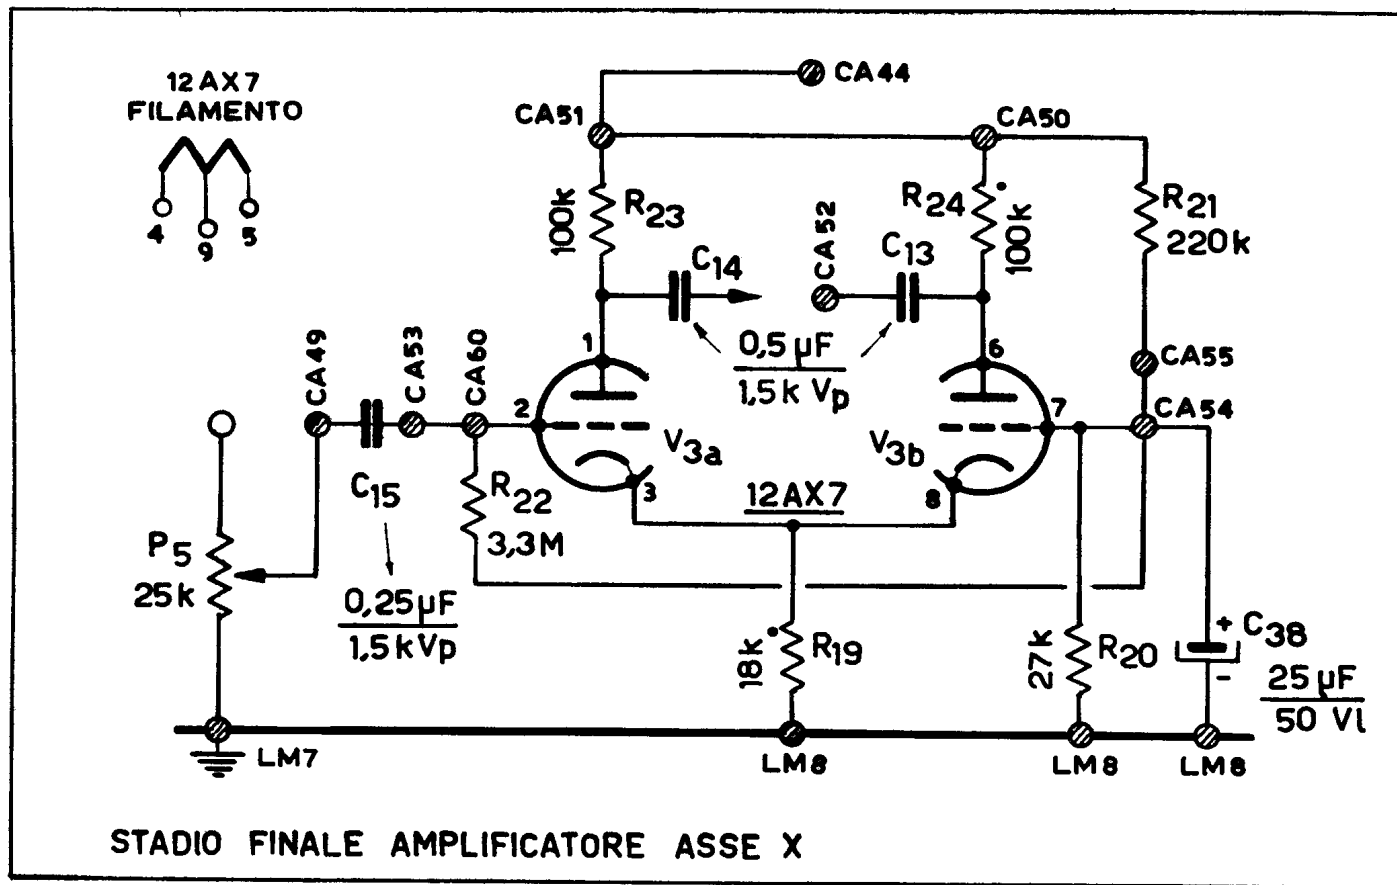 12AX7
FILAMENTO
4
9
5
CA44
CA51
CA50
100k
R23
R24
100k
R21
220k
C14
CA52
C13
CA49
CA53
CA60
1
0,5 µF
1,5k Vp
6
CA55
CA54
2
V3a
V3b
7
C15
R22
3,3M
3
12AX7
8
P5
25k
0,25µF
1,5kVp
18k
R19
27k
R20
+ C38
-
25 µF
50 Vl
LM7
LM8
LM8
LM8
STADIO FINALE AMPLIFICATORE ASSE X